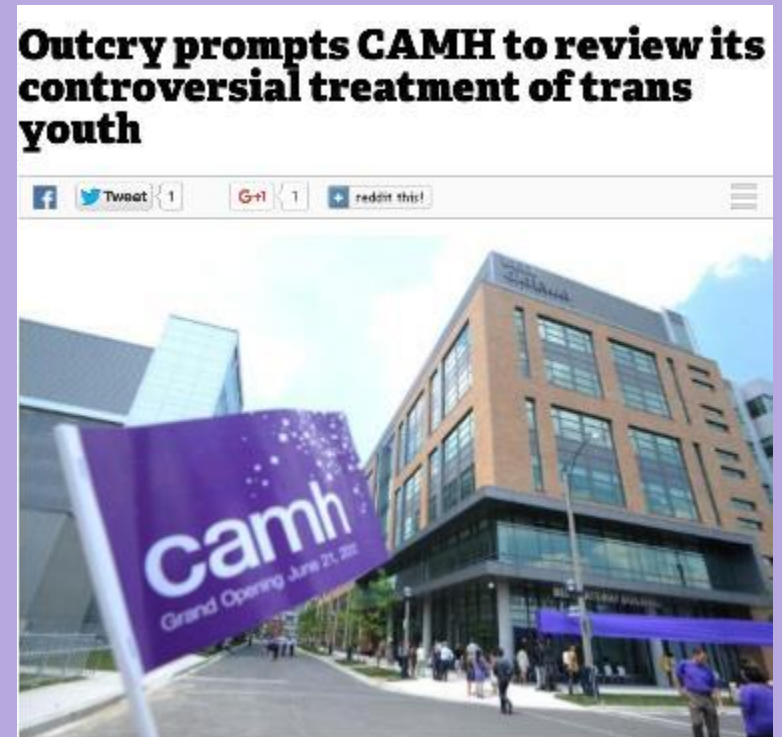 Outcry prompts CAMH to review its
controversial treatment of trans
youth
f Tweet 1 G+1 1 + reddit this!
camh
Grand Opening June 21,